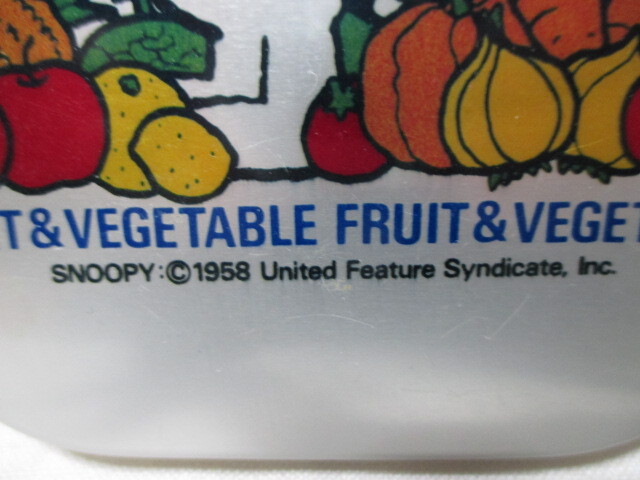 T&VEGETABLE FRUIT&VEGET
SNOOPY:©1958 United Feature Syndicate, Inc.